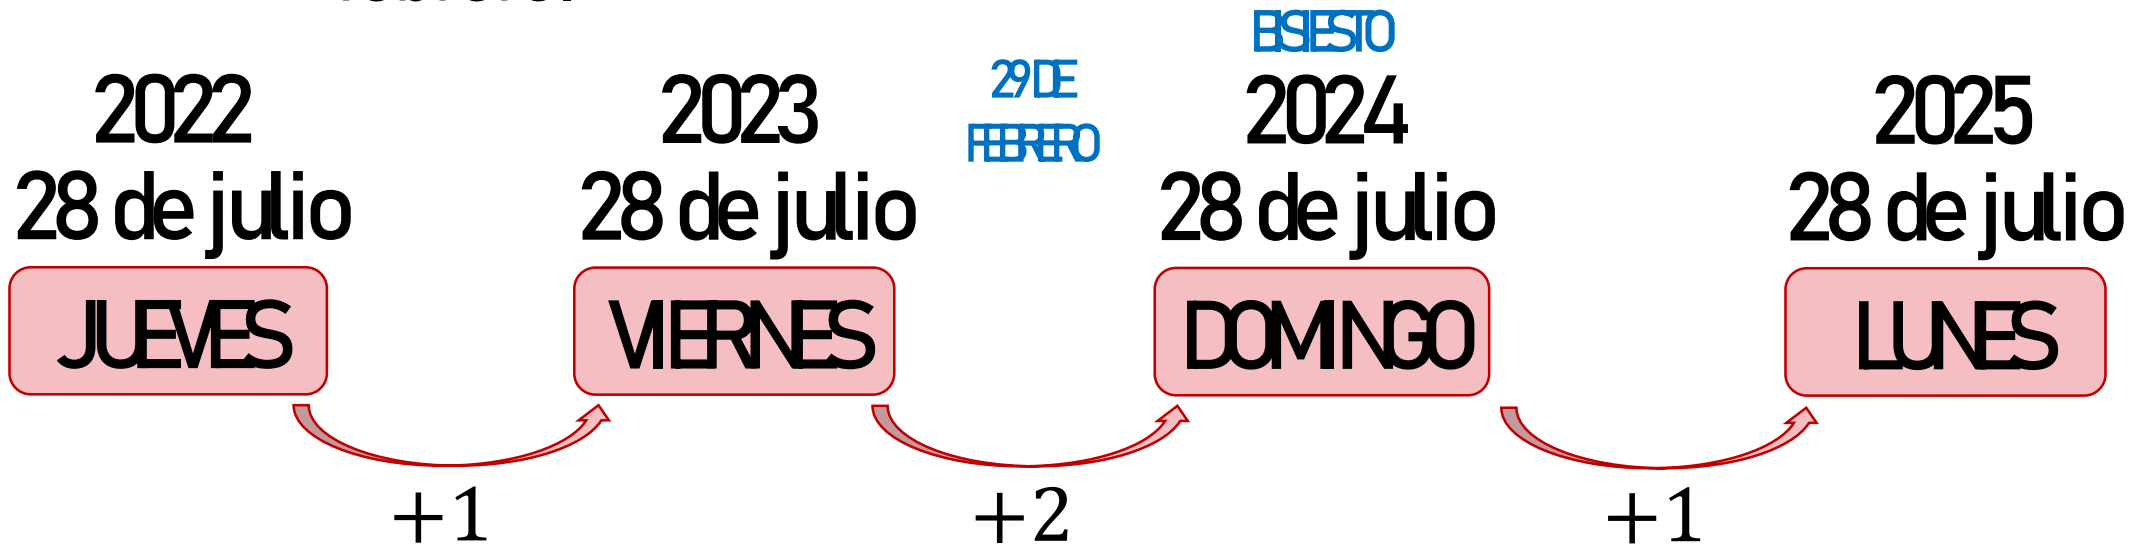 BISIESTO
2022 2023 29 DE 2024 2025
FEBRERO
28 de julio 28 de julio 28 de julio 28 de julio
JUEVES VIERNES DOMINGO LUNES
+1 +2 +1